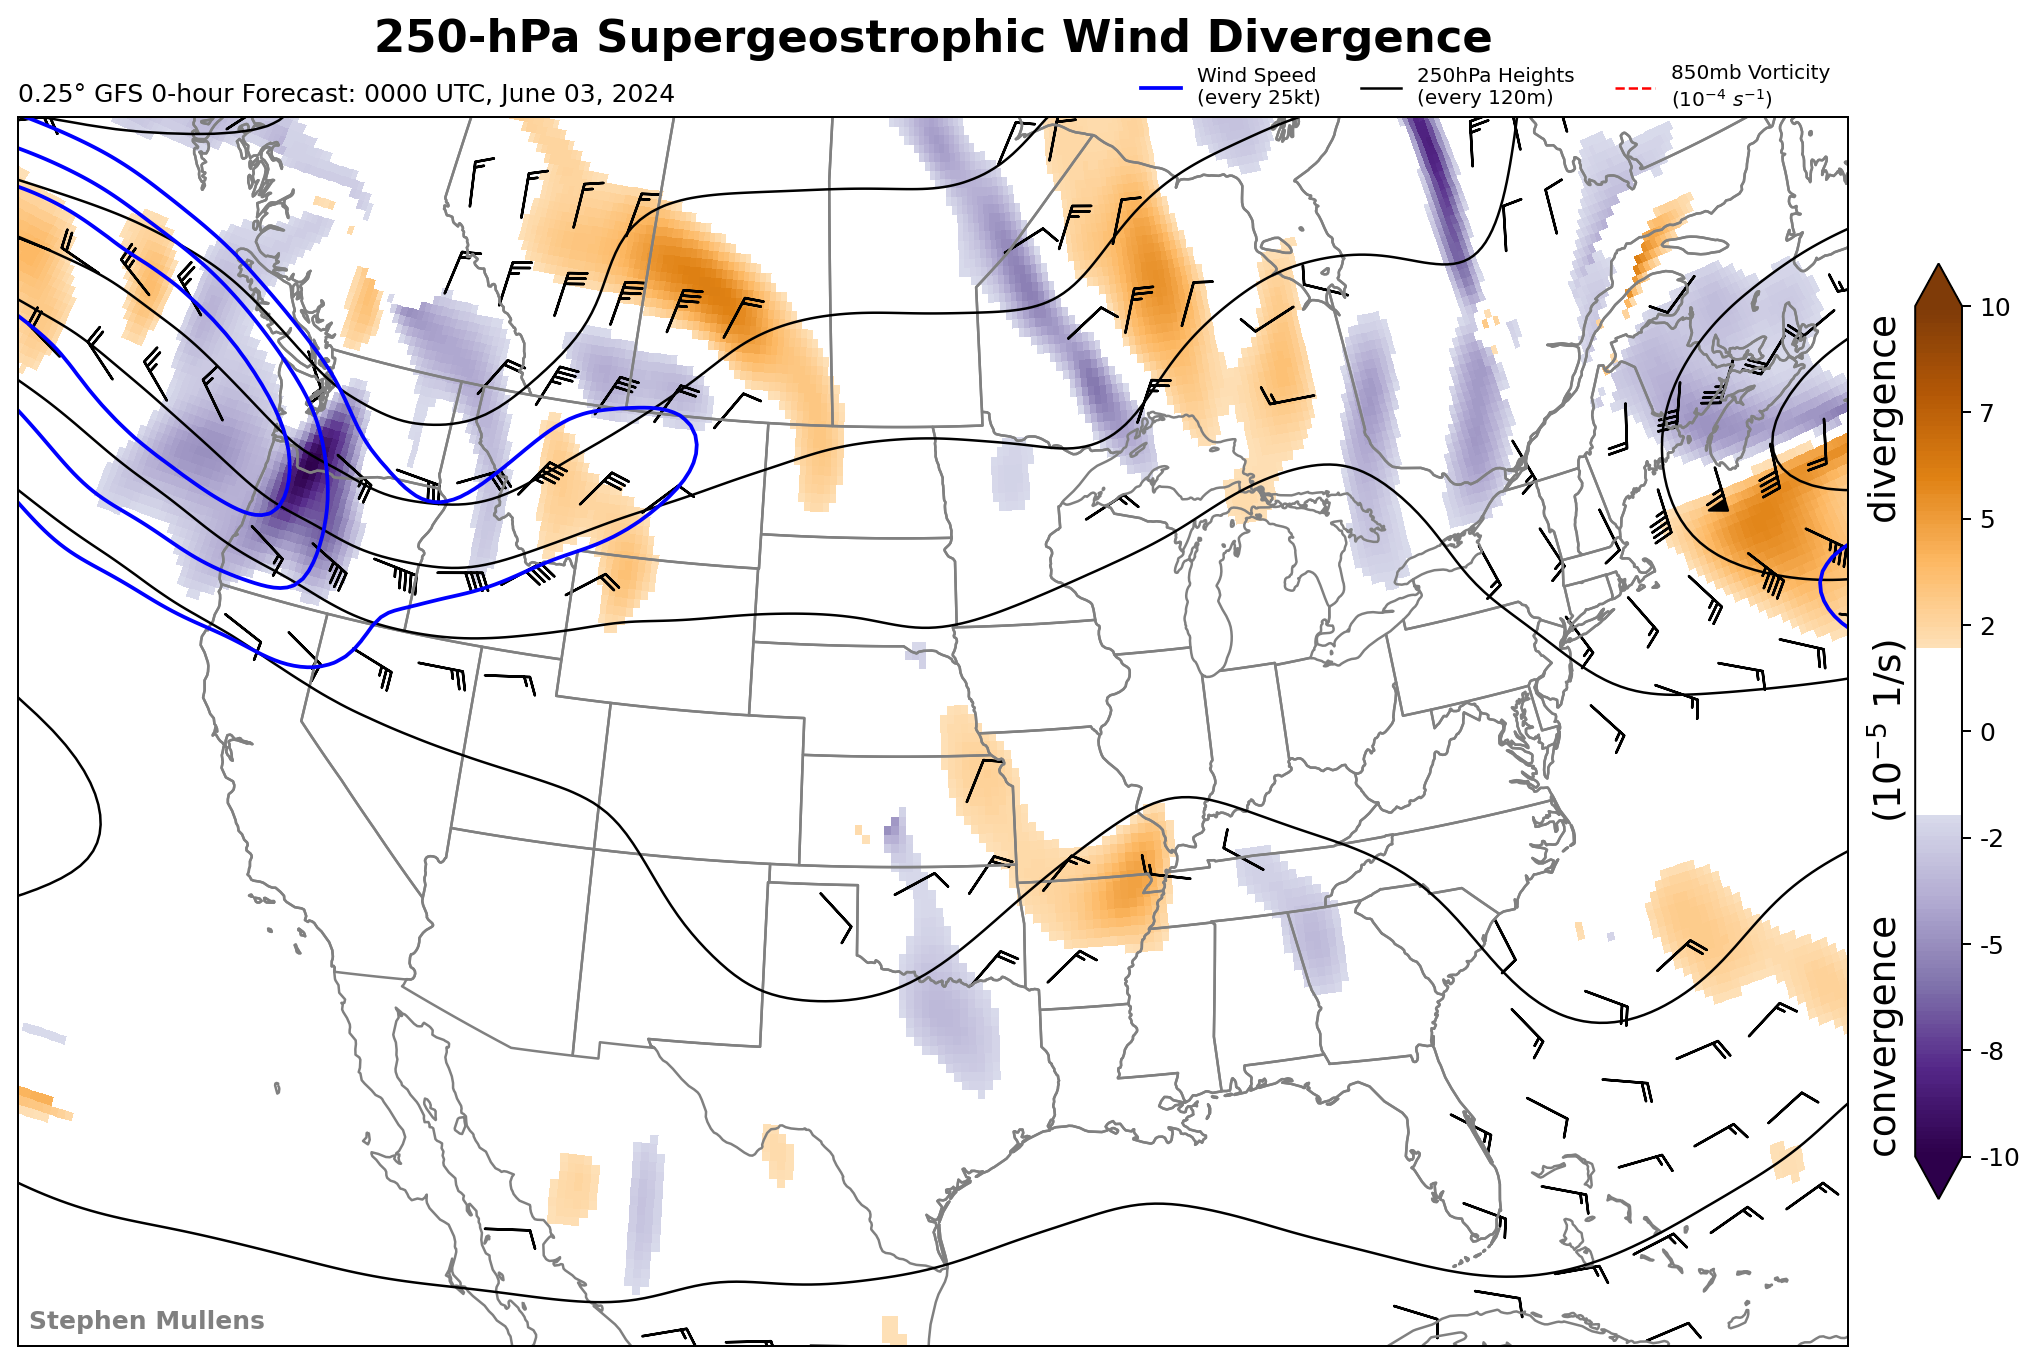 250-hPa Supergeostrophic Wind Divergence
0.25° GFS 0-hour Forecast: 0000 UTC, June 03, 2024
Wind Speed
(every 25kt)
250hPa Heights
(every 120m)
850mb Vorticity
(10⁻⁴ s⁻¹)
10
7
5
2
0
-2
-5
-8
-10
convergence (10⁻⁵ 1/s) divergence
Stephen Mullens